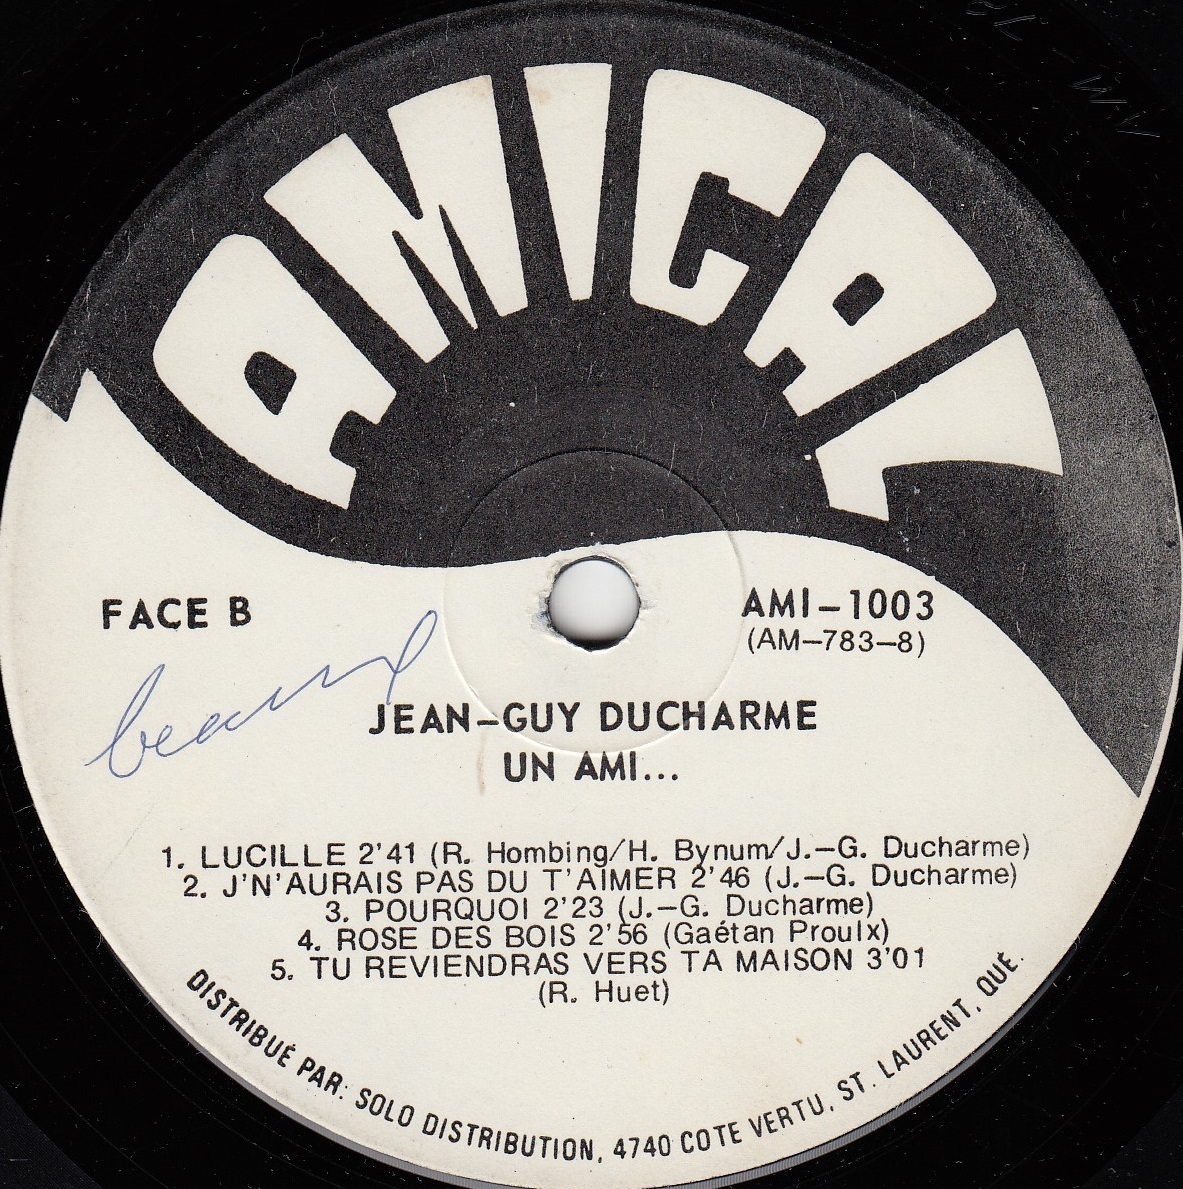 AMICAL
FACE B
AMI-1003
(AM-783-8)
JEAN-GUY DUCHARME
UN AMI...
1. LUCILLE 2'41 (R. Hombing/H. Bynum/J.-G. Ducharme)
2. J'N'AURAIS PAS DU T'AIMER 2'46 (J.-G. Ducharme)
3. POURQUOI 2'23 (J.-G. Ducharme)
4. ROSE DES BOIS 2'56 (Gaétan Proulx)
5. TU REVIENDRAS VERS TA MAISON 3'01
(R. Huet)
DISTRIBUÉ PAR: SOLO DISTRIBUTION, 4740 COTE VERTU, ST. LAURENT, QUÉ.